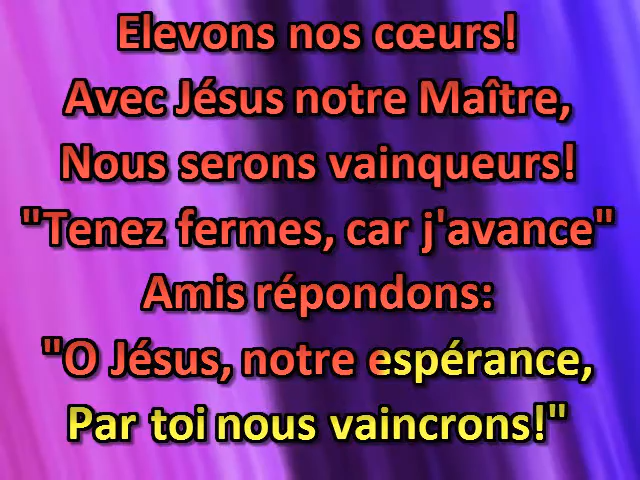 Elevons nos cœurs!
Avec Jésus notre Maître,
Nous serons vainqueurs!
"Tenez fermes, car j'avance"
Amis répondons:
"O Jésus, notre espérance,
Par toi nous vaincrons!"